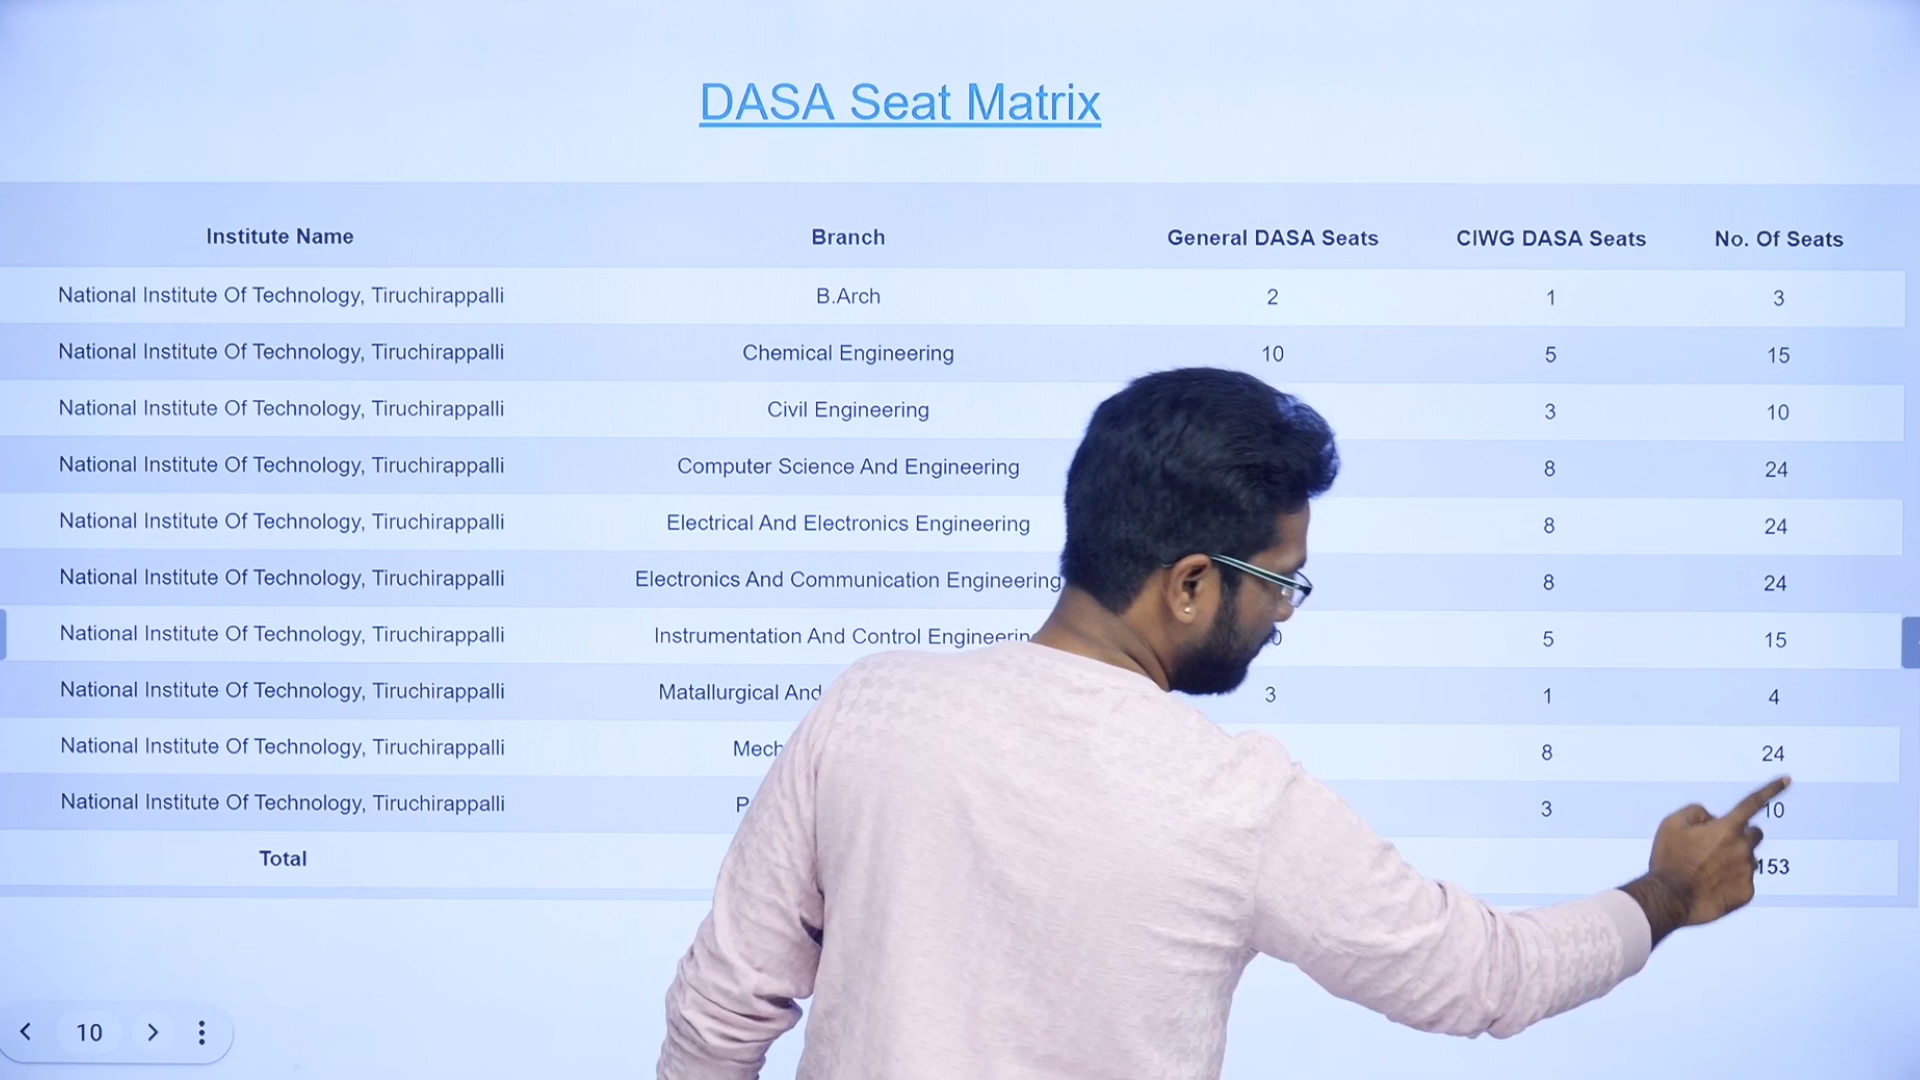 DASA Seat Matrix
Institute Name Branch General DASA Seats CIWG DASA Seats No. Of Seats
National Institute Of Technology, Tiruchirappalli B.Arch 2 1 3
National Institute Of Technology, Tiruchirappalli Chemical Engineering 10 5 15
National Institute Of Technology, Tiruchirappalli Civil Engineering 3 10
National Institute Of Technology, Tiruchirappalli Computer Science And Engineering 8 24
National Institute Of Technology, Tiruchirappalli Electrical And Electronics Engineering 8 24
National Institute Of Technology, Tiruchirappalli Electronics And Communication Engineering 8 24
National Institute Of Technology, Tiruchirappalli Instrumentation And Control 5 15
National Institute Of Technology, Tiruchirappalli Matallurgical And 3 1 4
National Institute Of Technology, Tiruchirappalli 8 24
National Institute Of Technology, Tiruchirappalli 3 10
Total 153
10